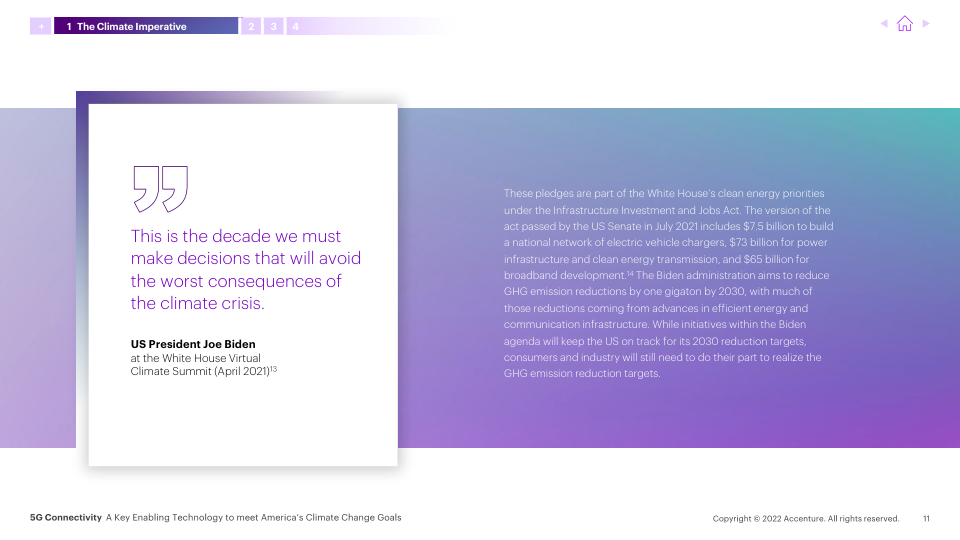 +
1 The Climate Imperative
2
3
4
This is the decade we must
make decisions that will avoid
the worst consequences of
the climate crisis.
US President Joe Biden
at the White House Virtual
Climate Summit (April 2021)13
These pledges are part of the White House's clean energy priorities
under the Infrastructure Investment and Jobs Act. The version of the
act passed by the US Senate in July 2021 includes $7.5 billion to build
a national network of electric vehicle chargers, $73 billion for power
infrastructure and clean energy transmission, and $65 billion for
broadband development.14 The Biden administration aims to reduce
GHG emission reductions by one gigaton by 2030, with much of
those reductions coming from advances in efficient energy and
communication infrastructure. While initiatives within the Biden
agenda will keep the US on track for its 2030 reduction targets,
consumers and industry will still need to do their part to realize the
GHG emission reduction targets.
5G Connectivity A Key Enabling Technology to meet America's Climate Change Goals
Copyright © 2022 Accenture. All rights reserved. 11